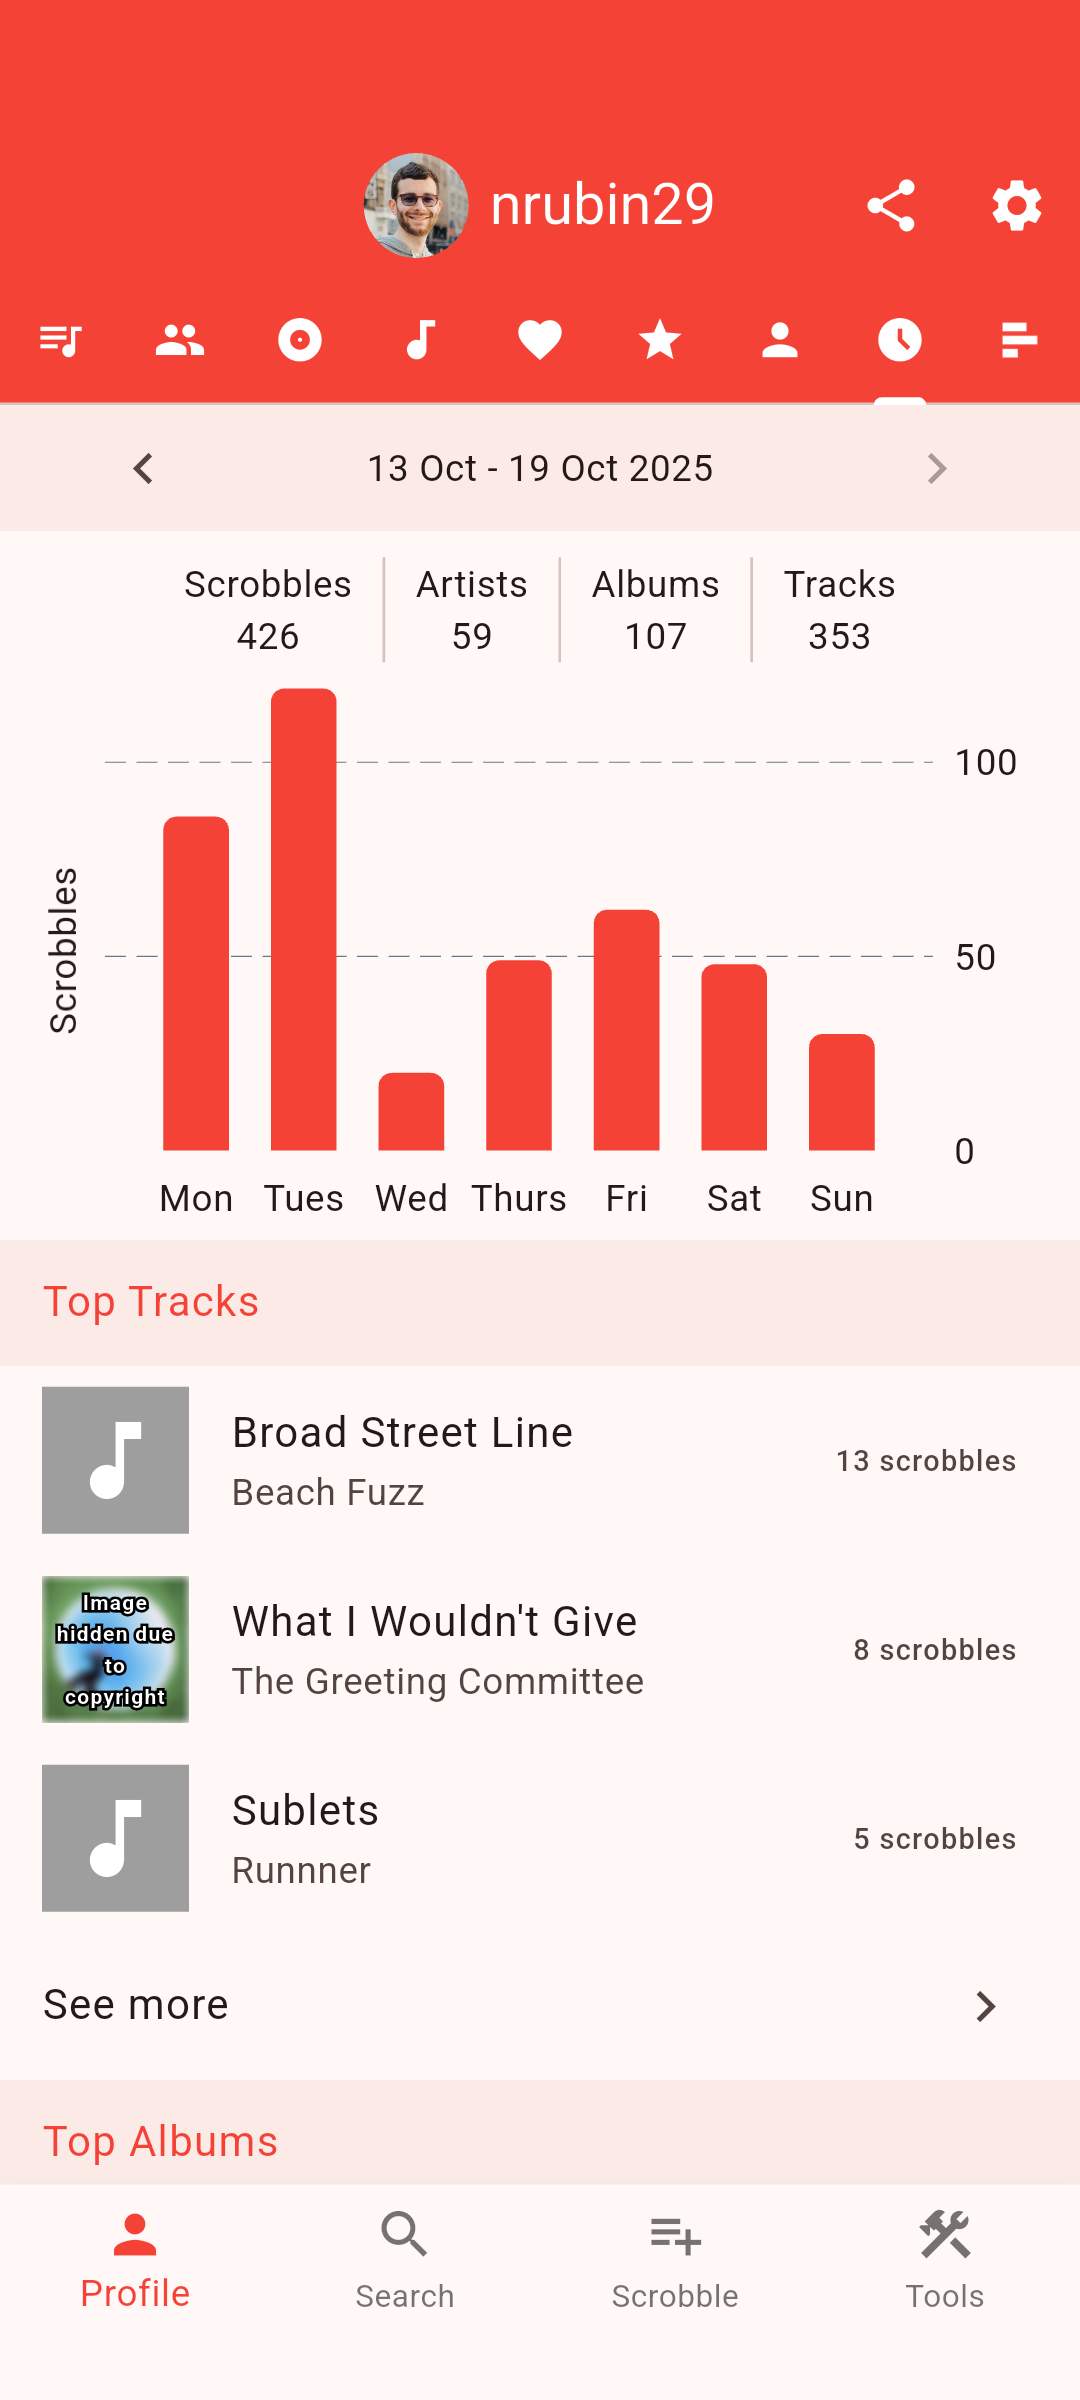 nrubin29
13 Oct - 19 Oct 2025
Scrobbles
426
Artists
59
Albums
107
Tracks
353
Scrobbles
100
50
0
Mon Tues Wed Thurs Fri Sat Sun
Top Tracks
Broad Street Line
Beach Fuzz
13 scrobbles
Image
hidden due
to
copyright
What I Wouldn't Give
The Greeting Committee
8 scrobbles
Sublets
Runnner
5 scrobbles
See more
Top Albums
Profile
Search
Scrobble
Tools